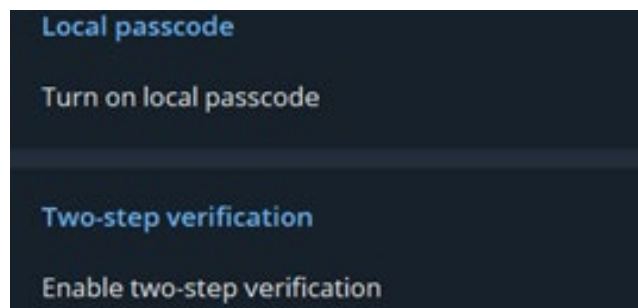 Local passcode
Turn on local passcode
Two-step verification
Enable two-step verification